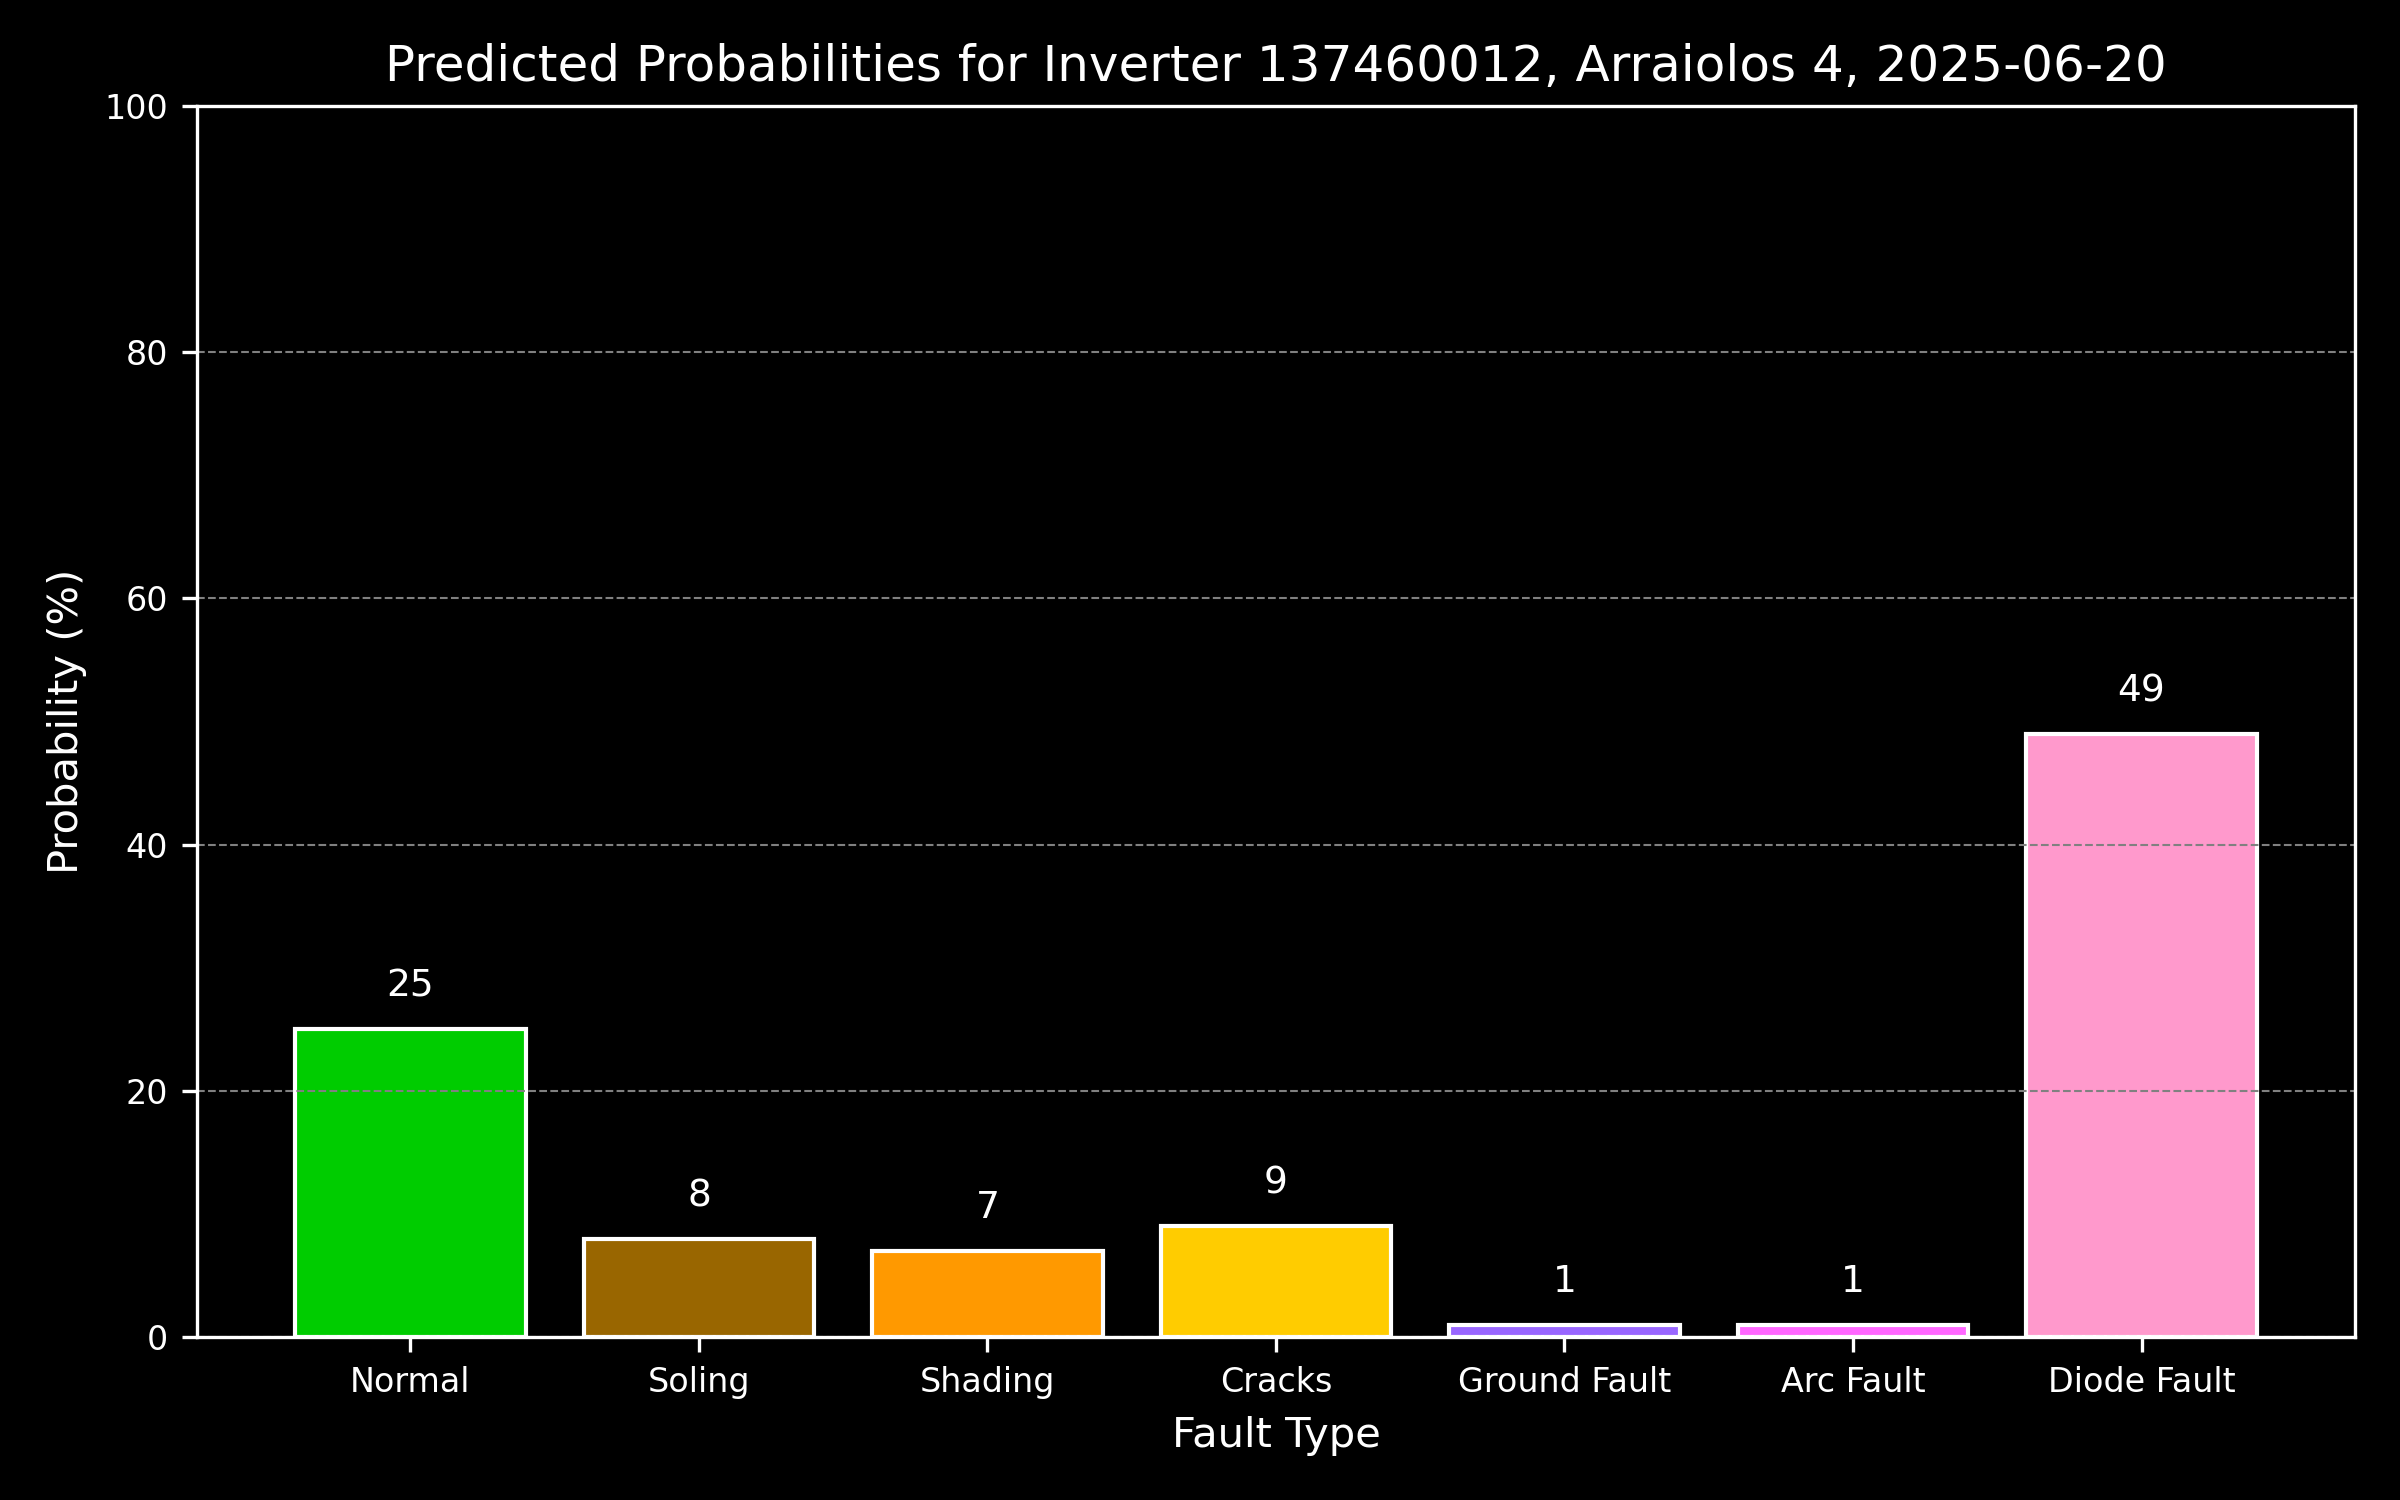 Predicted Probabilities for Inverter 137460012, Arraiolos 4, 2025-06-20
100
80
60
40
20
0
Probability (%)
25
8
7
9
1
1
49
Normal
Soling
Shading
Cracks
Ground Fault
Arc Fault
Diode Fault
Fault Type